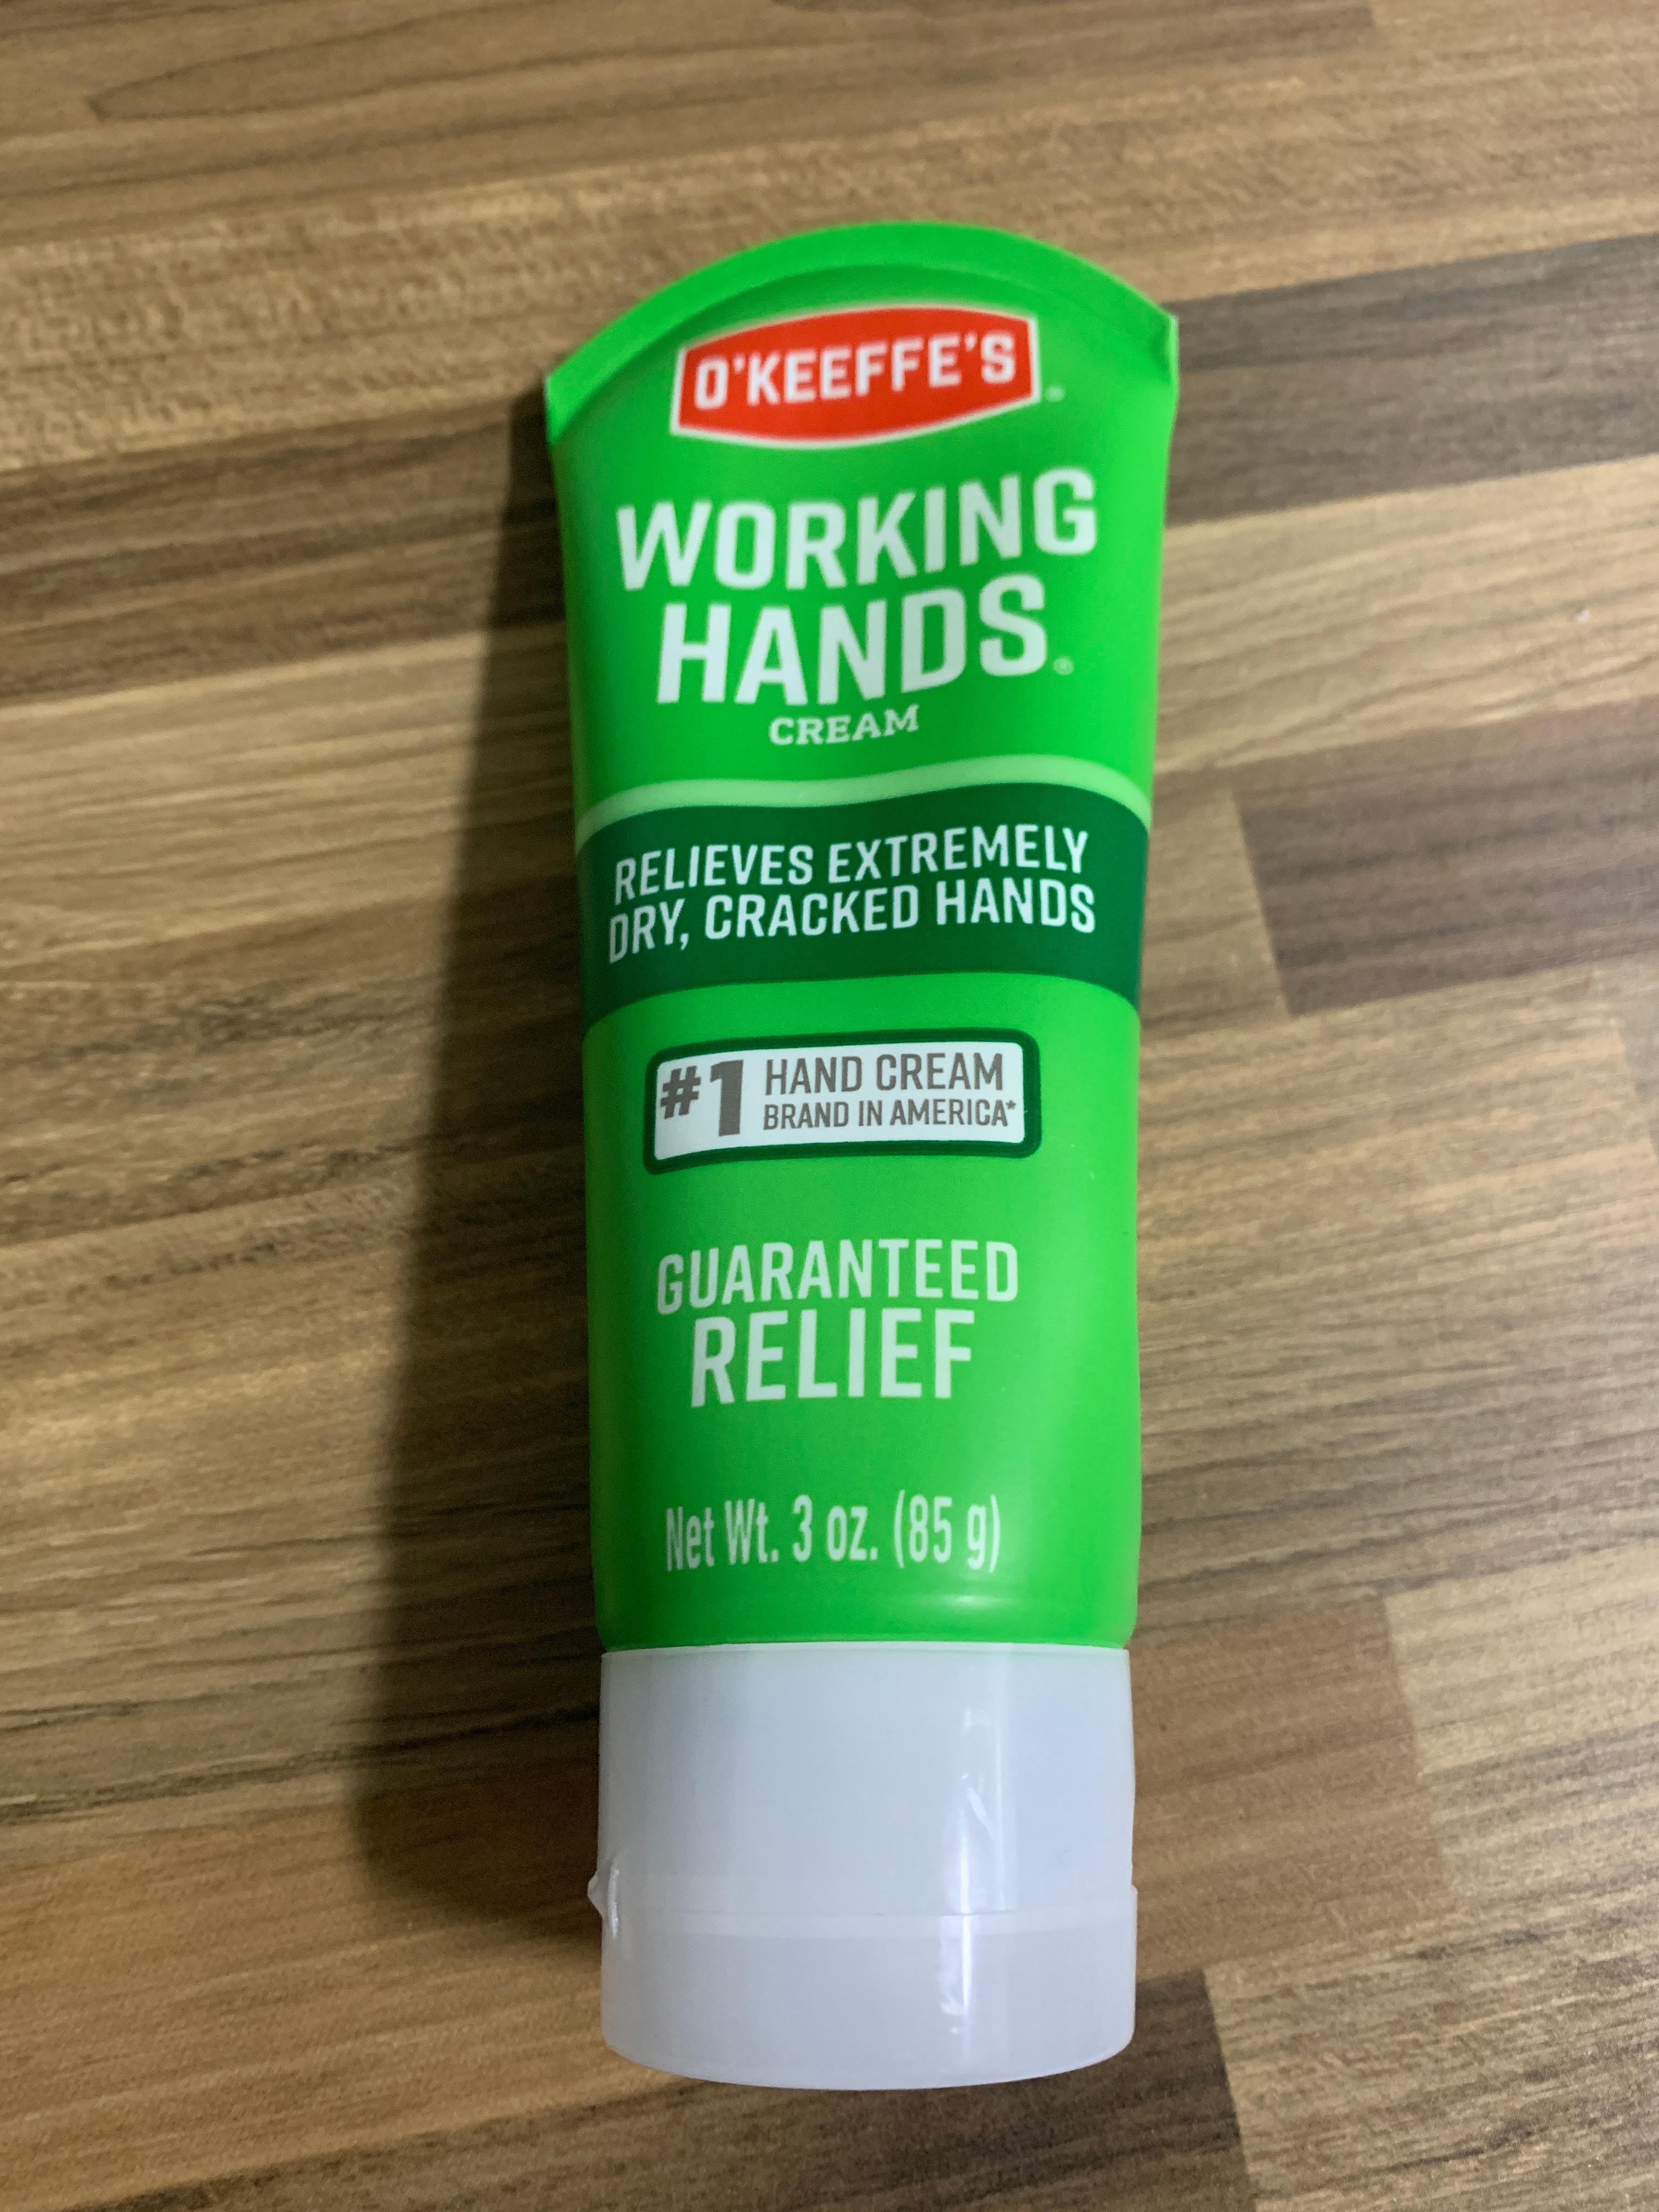 O'KEEFFE'S®
WORKING
HANDS®
CREAM
RELIEVES EXTREMELY
DRY, CRACKED HANDS
#1 HAND CREAM
BRAND IN AMERICA*
GUARANTEED
RELIEF
Net Wt. 3 oz. (85 g)